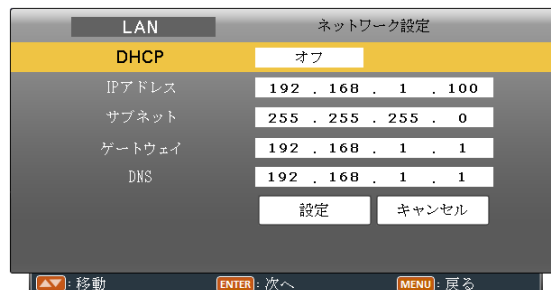 LAN ネットワーク設定
DHCP オフ
IPアドレス 192 . 168 . 1 . 100
サブネット 255 . 255 . 255 . 0
ゲートウェイ 192 . 168 . 1 . 1
DNS 192 . 168 . 1 . 1
設定 キャンセル
▲▼ : 移動 ENTER : 次へ MENU : 戻る